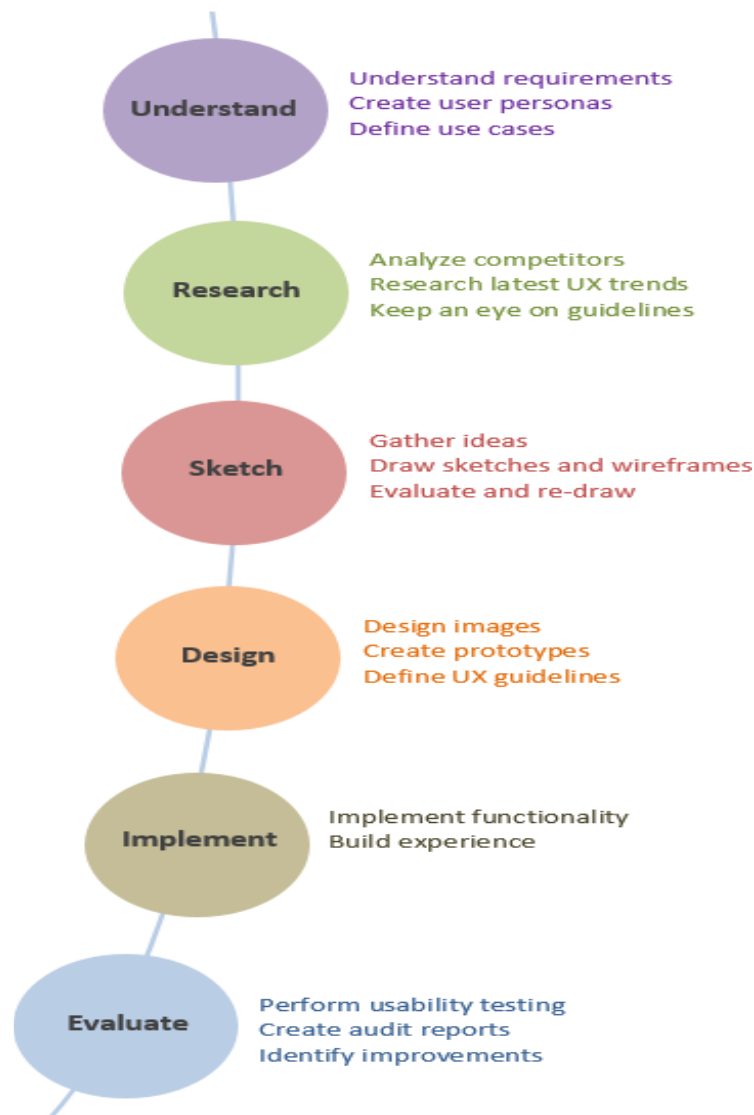 Understand
Understand requirements
Create user personas
Define use cases
Research
Analyze competitors
Research latest UX trends
Keep an eye on guidelines
Sketch
Gather ideas
Draw sketches and wireframes
Evaluate and re-draw
Design
Design images
Create prototypes
Define UX guidelines
Implement
Implement functionality
Build experience
Evaluate
Perform usability testing
Create audit reports
Identify improvements